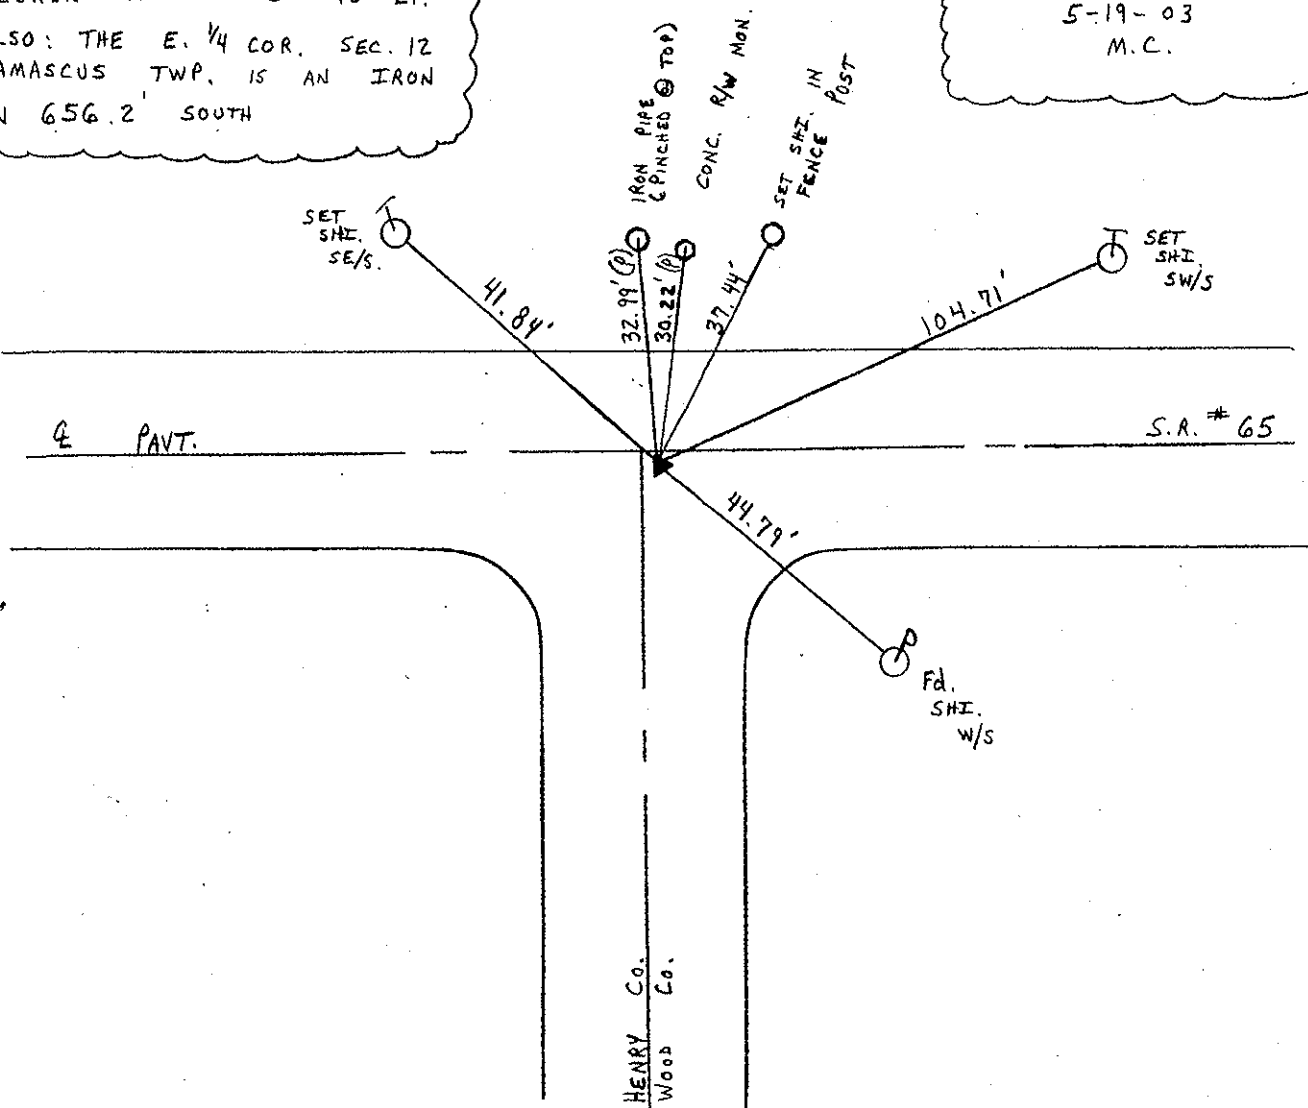 LSO: THE E. 1/4 COR. SEC. 12
AMASCUS TWP. IS AN IRON
N 656.2' SOUTH
5-19-03
M.C.
IRON PIPE
(PINCHED @ TOP)
CONC. R/W MON.
SET SHI. IN
FENCE POST
SET
SHI.
SE/S.
SET
SHI.
SW/S
41.84'
32.99' (P)
30.22' (P)
37.44'
104.71'
℄ PAVT.
S.R. # 65
44.79'
Fd.
SHI.
W/S
HENRY Co.
WOOD Co.